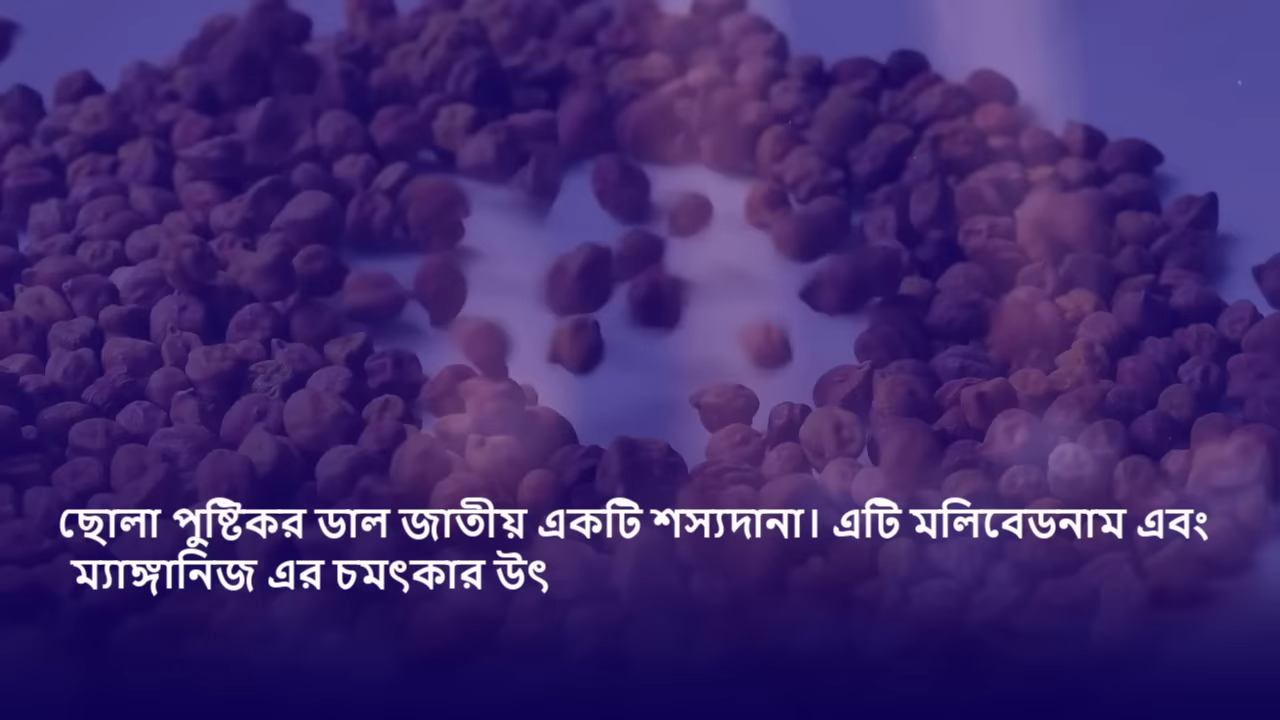 ছোলা পুষ্টিকর ডাল জাতীয় একটি শস্যদানা। এটি মলিবেডনাম এবং
ম্যাঙ্গানিজ এর চমৎকার উৎ